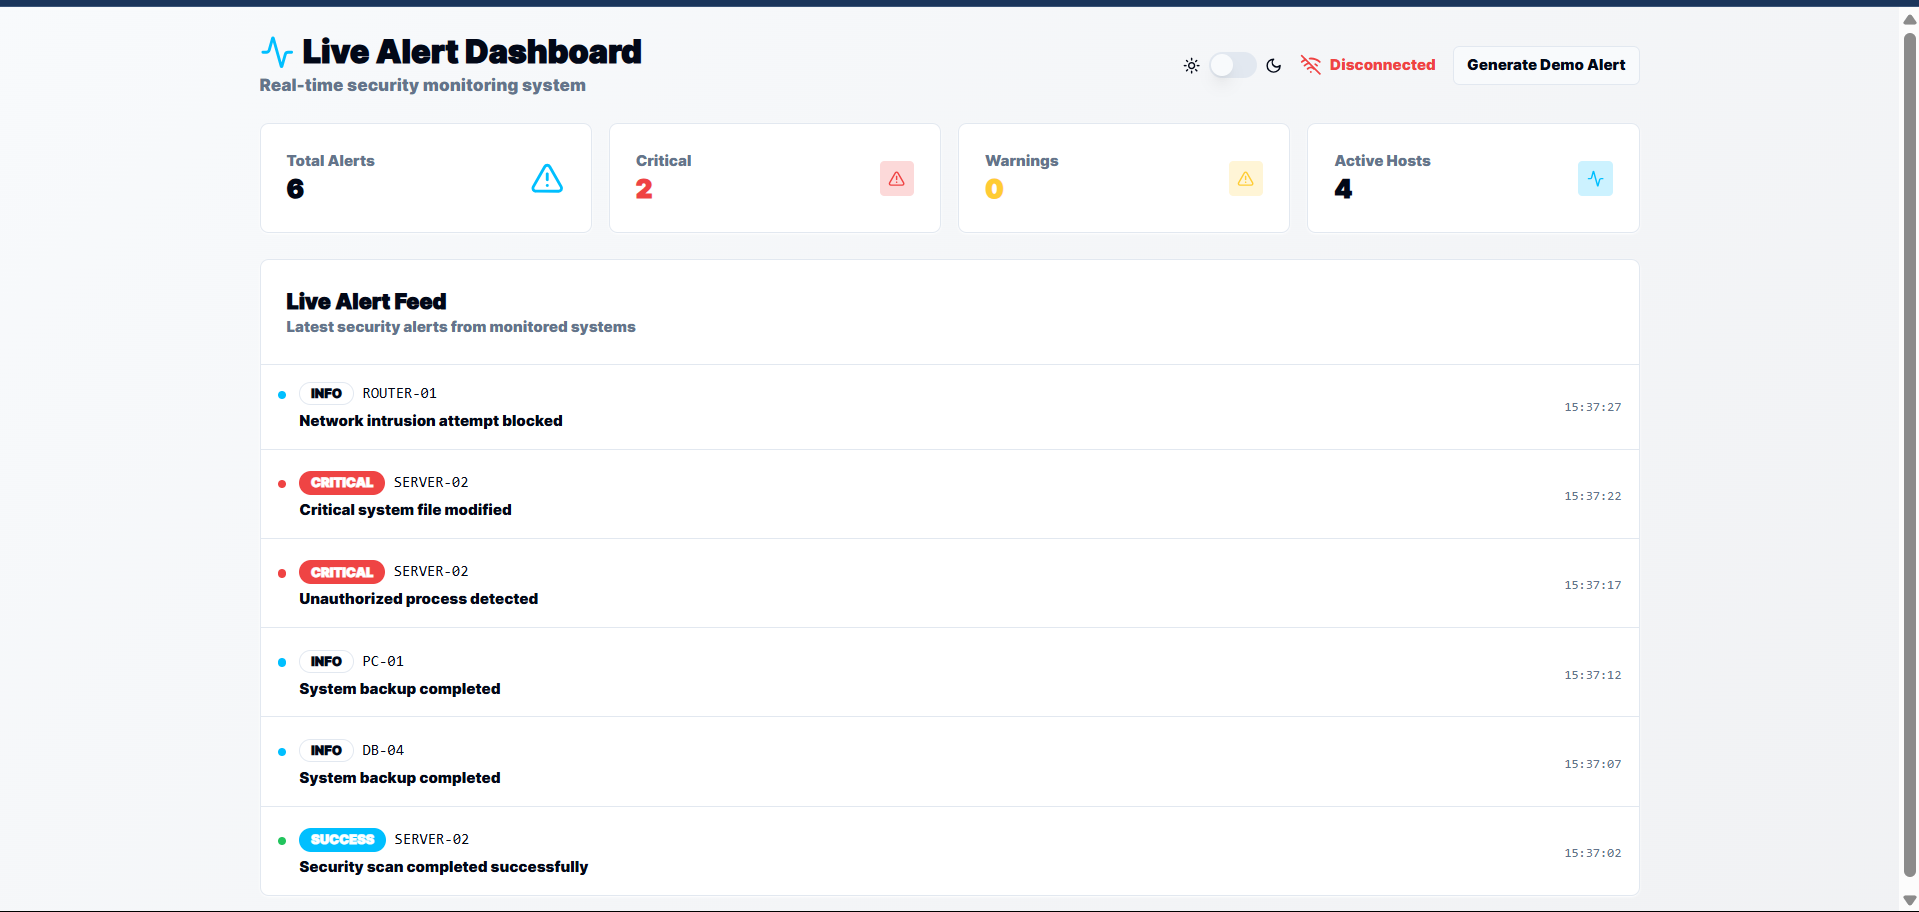 Live Alert Dashboard
Real-time security monitoring system
Disconnected
Generate Demo Alert
Total Alerts
6
Critical
2
Warnings
0
Active Hosts
4
Live Alert Feed
Latest security alerts from monitored systems
INFO ROUTER-01
Network intrusion attempt blocked
15:37:27
CRITICAL SERVER-02
Critical system file modified
15:37:22
CRITICAL SERVER-02
Unauthorized process detected
15:37:17
INFO PC-01
System backup completed
15:37:12
INFO DB-04
System backup completed
15:37:07
SUCCESS SERVER-02
Security scan completed successfully
15:37:02